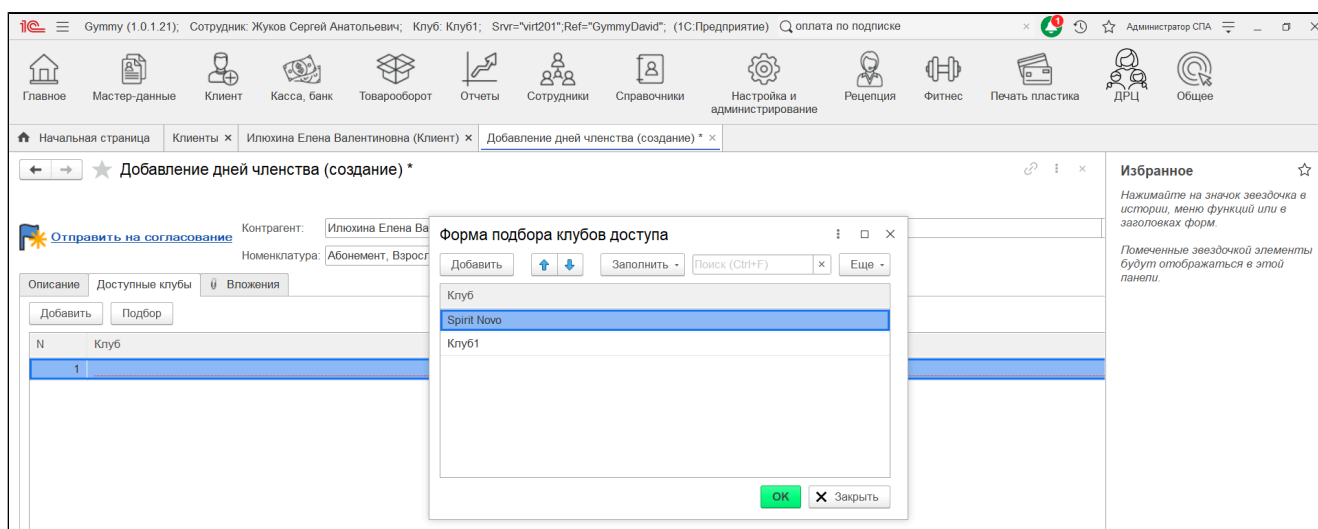 1С Gymmy (1.0.1.21); Сотрудник: Жуков Сергей Анатольевич; Клуб: Клуб1; Srvr="virt201";Ref="GymmyDavid"; (1С:Предприятие) оплата по подписке × 1 Администратор СПА
Главное Мастер-данные Клиент Касса, банк Товарооборот Отчеты Сотрудники Справочники Настройка и администрирование Рецепция Фитнес Печать пластика ДРЦ Общее
Начальная страница Клиенты × Илюхина Елена Валентиновна (Клиент) × Добавление дней членства (создание) * ×
Добавление дней членства (создание) *
Отправить на согласование
Контрагент: Илюхина Елена Ва
Номенклатура: Абонемент, Взросл
Описание Доступные клубы Вложения
Добавить Подбор
N Клуб
1
Форма подбора клубов доступа
Добавить Заполнить Поиск (Ctrl+F) × Еще
Клуб
Spirit Novo
Клуб1
OK Закрыть
Избранное
Нажимайте на значок звездочка в
истории, меню функций или в
заголовках форм.
Помеченные звездочкой элементы
будут отображаться в этой
панели.